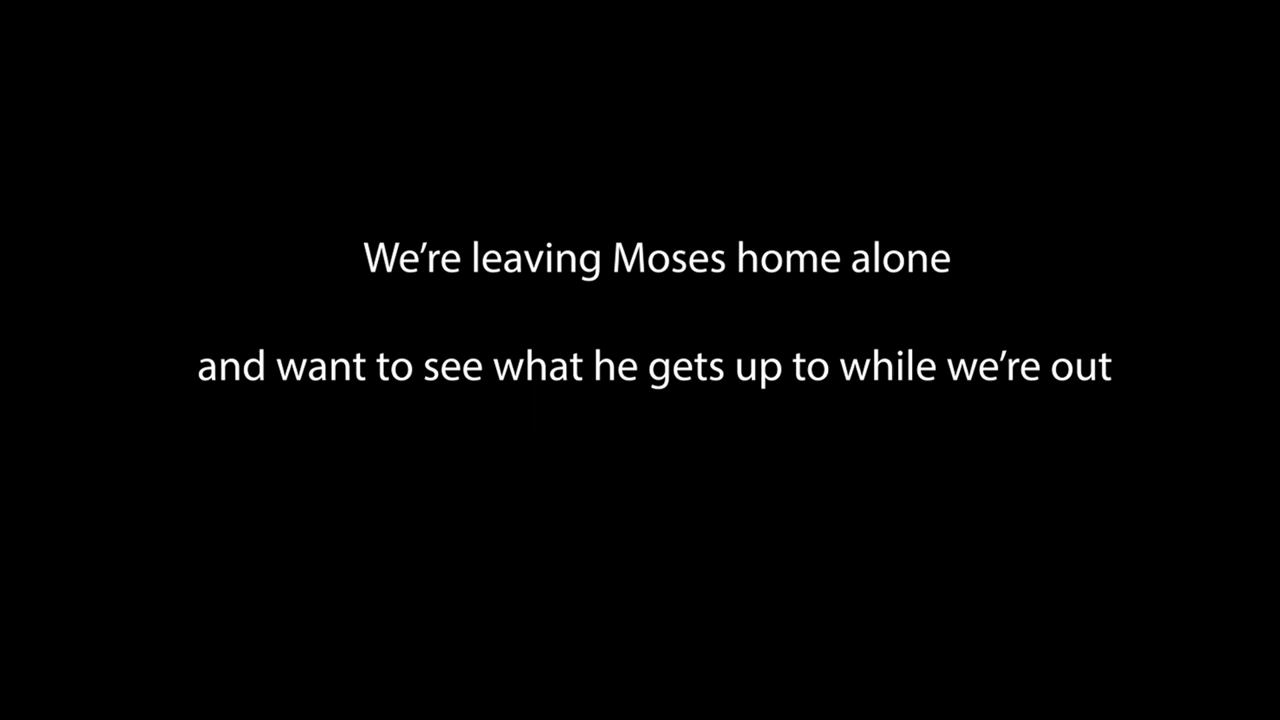 We’re leaving Moses home alone
and want to see what he gets up to while we’re out